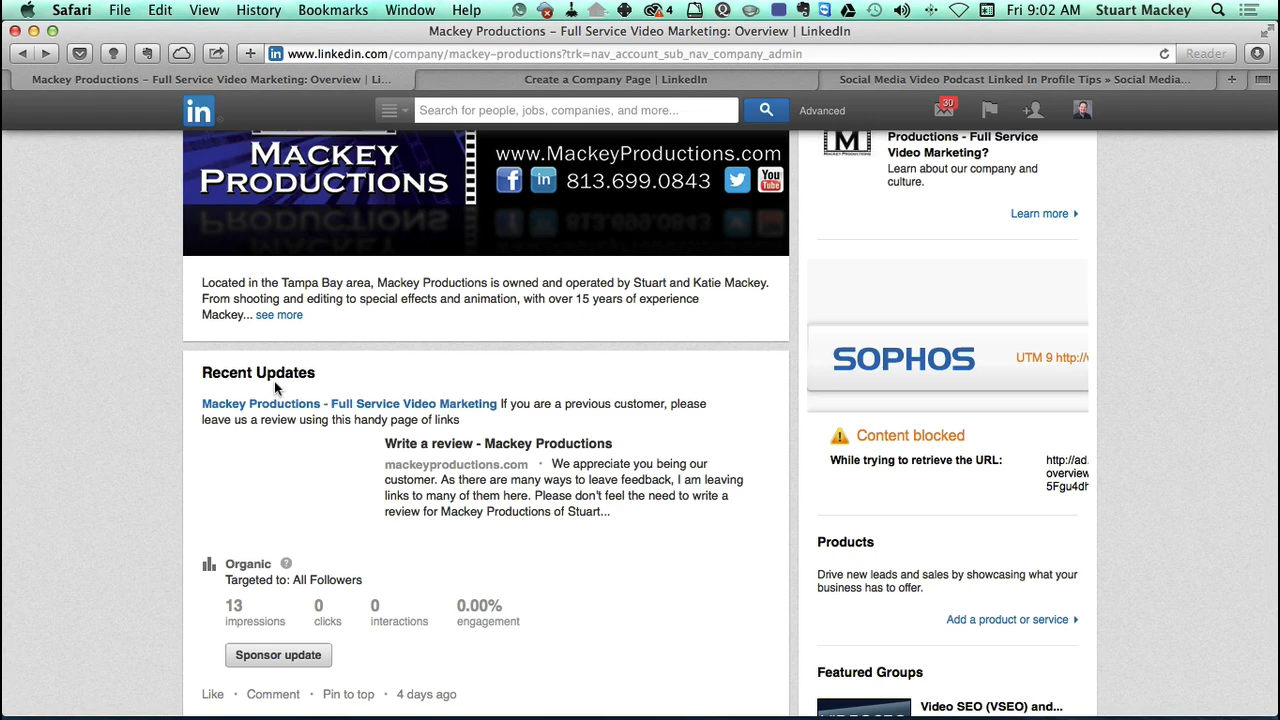 Safari File Edit View History Bookmarks Window Help 4 Fri 9:02 AM Stuart Mackey
Mackey Productions – Full Service Video Marketing: Overview | LinkedIn
www.linkedin.com/company/mackey-productions?trk=nav_account_sub_nav_company_admin Reader
Mackey Productions – Full Service Video Marketing: Overview | Li... Create a Company Page | LinkedIn Social Media Video Podcast Linked In Profile Tips » Social Media...
in Search for people, jobs, companies, and more... Advanced 30
MACKEY
PRODUCTIONS
www.MackeyProductions.com
f in 813.699.0843 You Tube
Located in the Tampa Bay area, Mackey Productions is owned and operated by Stuart and Katie Mackey.
From shooting and editing to special effects and animation, with over 15 years of experience
Mackey... see more
Recent Updates
Mackey Productions - Full Service Video Marketing If you are a previous customer, please
leave us a review using this handy page of links
Write a review - Mackey Productions
mackeyproductions.com · We appreciate you being our
customer. As there are many ways to leave feedback, I am leaving
links to many of them here. Please don't feel the need to write a
review for Mackey Productions of Stuart...
Organic ?
Targeted to: All Followers
13 0 0 0.00%
impressions clicks interactions engagement
Sponsor update
Like · Comment · Pin to top · 4 days ago
M
Productions - Full Service
Video Marketing?
Learn about our company and
culture.
Learn more
SOPHOS UTM 9 http://
Content blocked
While trying to retrieve the URL: http://ad
overview
5Fgu4dh
Products
Drive new leads and sales by showcasing what your
business has to offer.
Add a product or service
Featured Groups
Video SEO (VSEO) and...